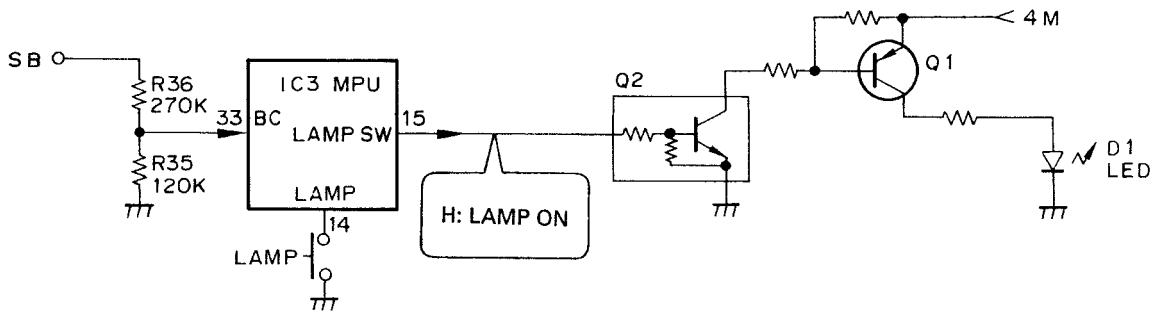 SB
R36
270K
R35
120K
33
IC3 MPU
BC
LAMP SW
LAMP
15
14
LAMP
H: LAMP ON
Q2
Q1
4M
D1
LED